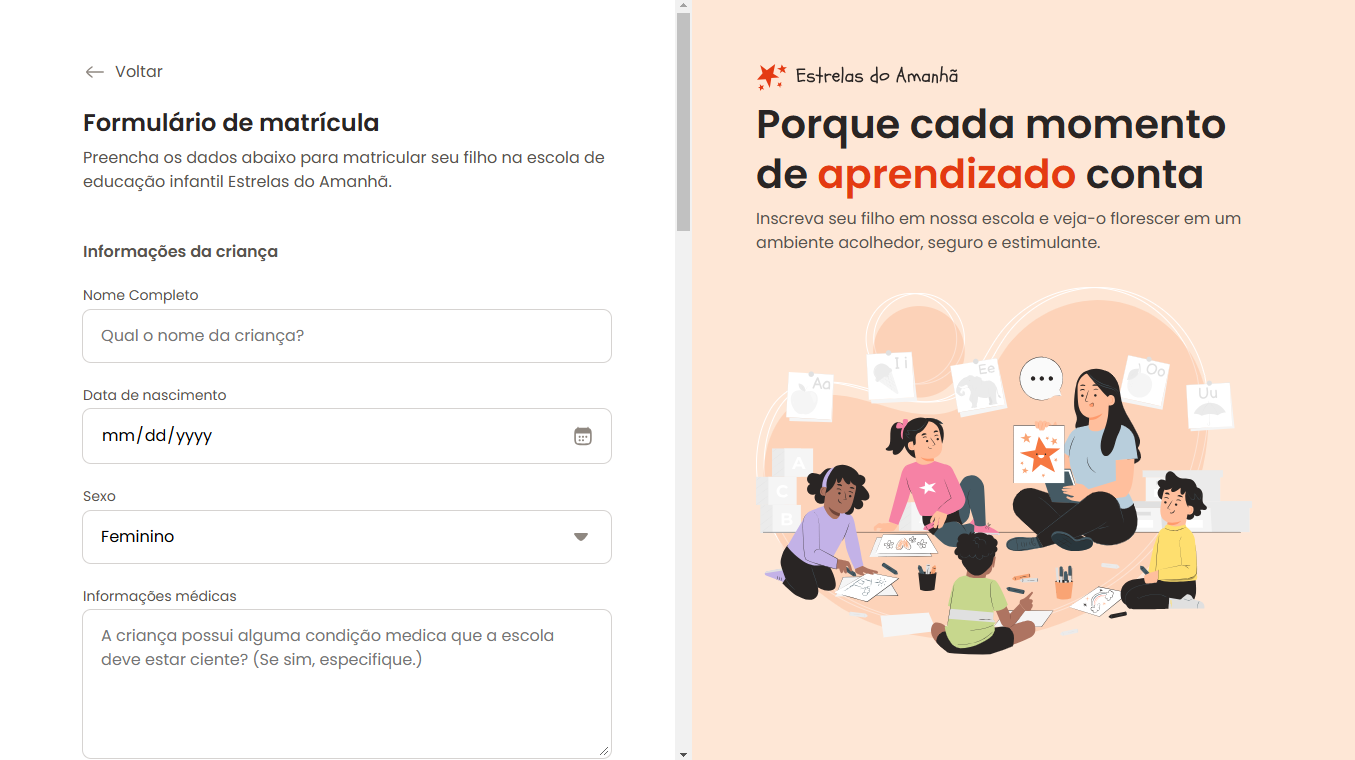 Voltar
Formulário de matrícula
Preencha os dados abaixo para matricular seu filho na escola de
educação infantil Estrelas do Amanhã.
Informações da criança
Nome Completo
Qual o nome da criança?
Data de nascimento
mm/dd/yyyy
Sexo
Feminino
Informações médicas
A criança possui alguma condição medica que a escola
deve estar ciente? (Se sim, especifique.)
Estrelas do Amanhã
Porque cada momento
de aprendizado conta
Inscreva seu filho em nossa escola e veja-o florescer em um
ambiente acolhedor, seguro e estimulante.
Aa
Ii
Ee
Oo
Uu
A
C
B